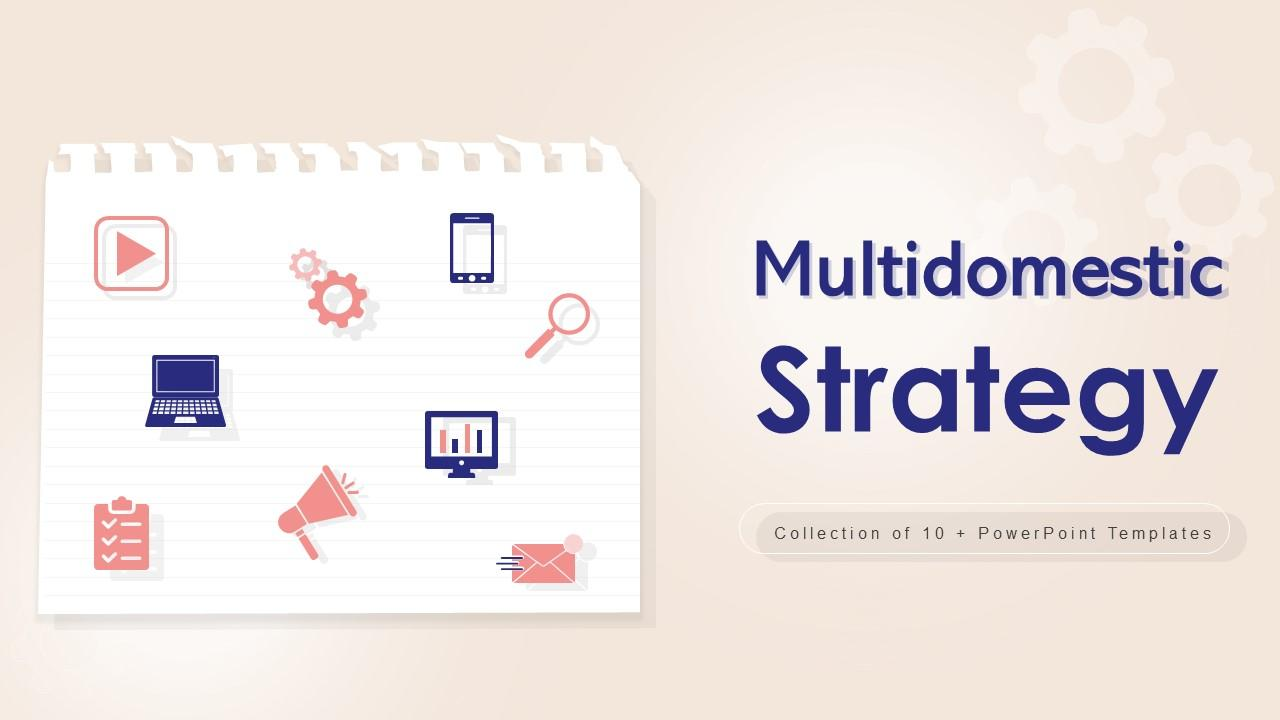 Multidomestic
Strategy
Collection of 10 + PowerPoint Templates